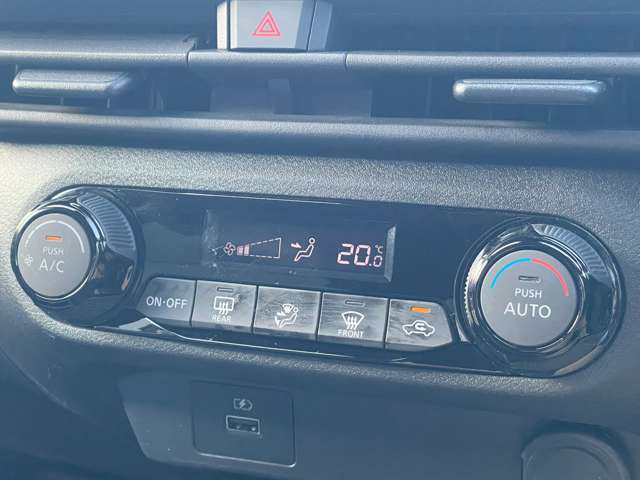 20.0°C
PUSH
A/C
PUSH
AUTO
ON·OFF
REAR
FRONT